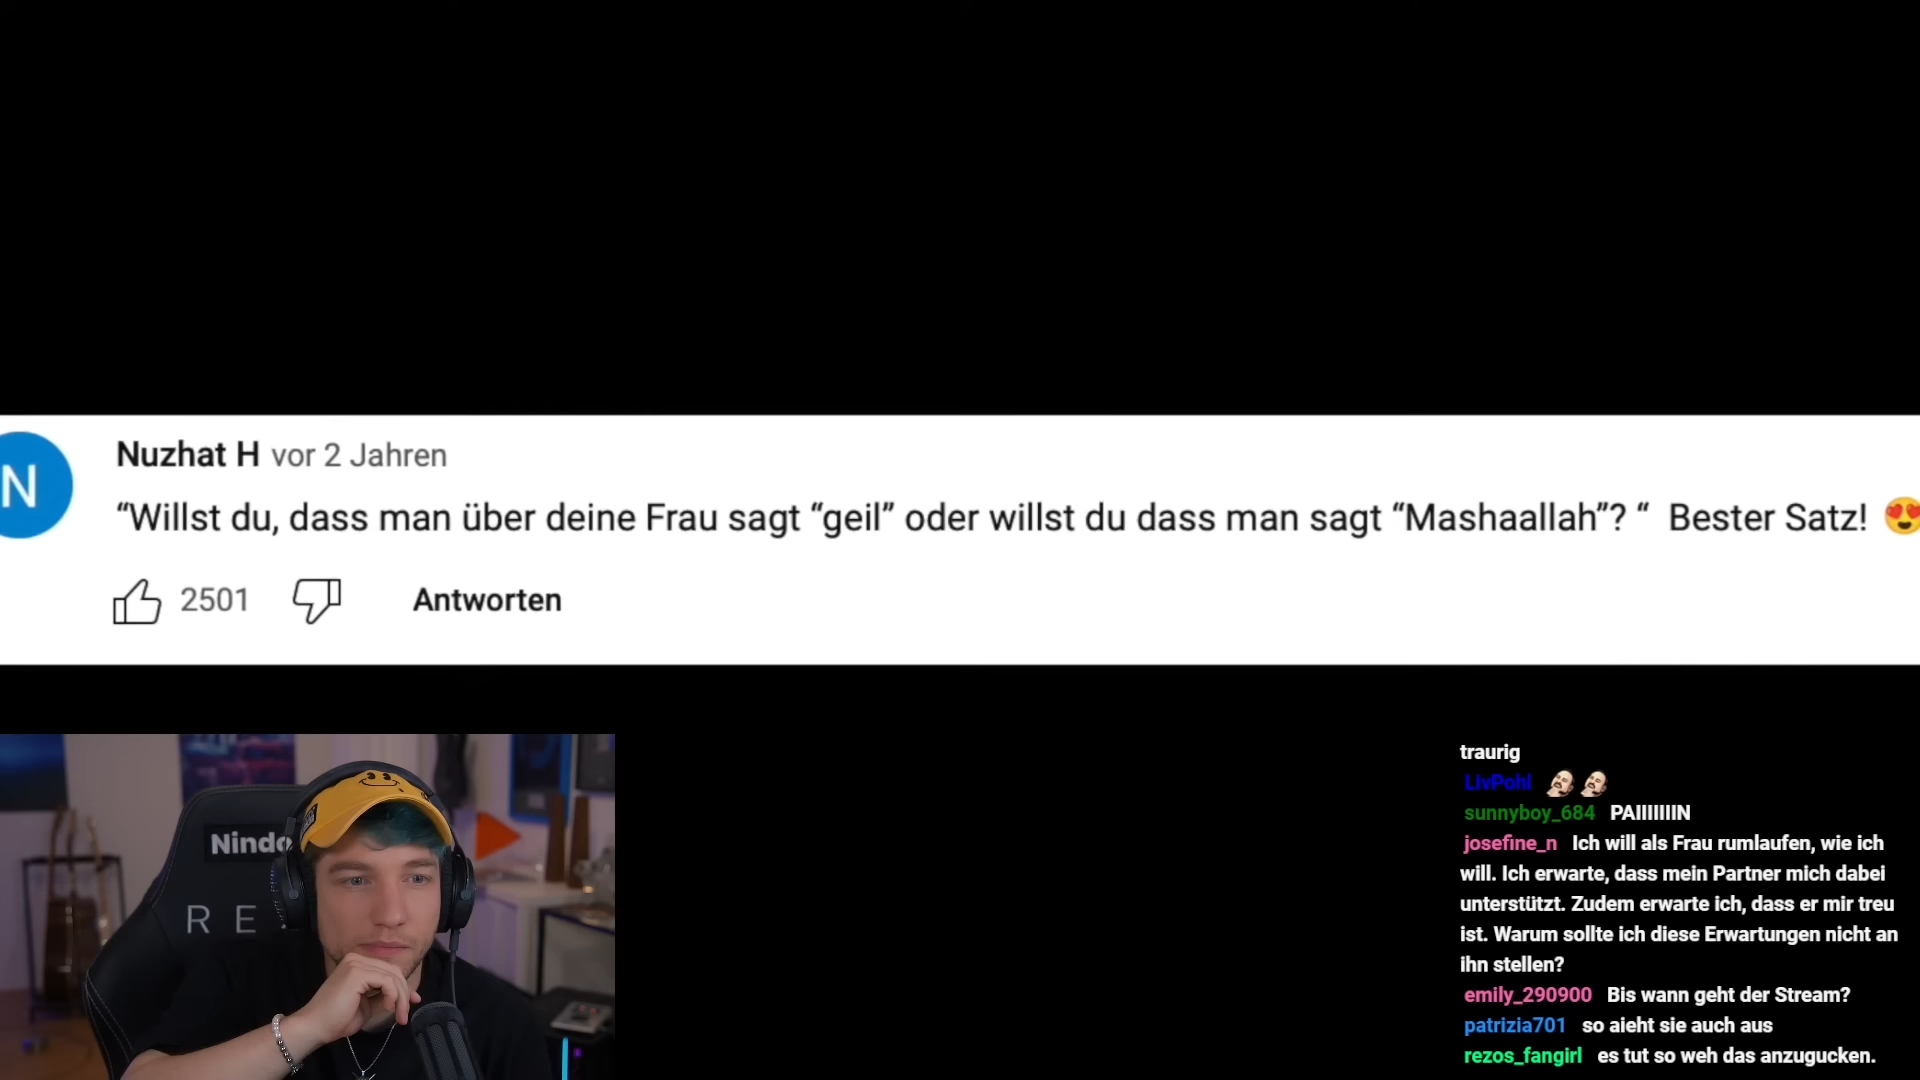 N
Nuzhat H vor 2 Jahren
“Willst du, dass man über deine Frau sagt “geil” oder willst du dass man sagt “Mashaallah”? “ Bester Satz! 😍
2501
Antworten
Nindo
RE
traurig
LivPohl
sunnyboy_684 PAIIIIIIIN
josefine_n Ich will als Frau rumlaufen, wie ich
will. Ich erwarte, dass mein Partner mich dabei
unterstützt. Zudem erwarte ich, dass er mir treu
ist. Warum sollte ich diese Erwartungen nicht an
ihn stellen?
emily_290900 Bis wann geht der Stream?
patrizia701 so aieht sie auch aus
rezos_fangirl es tut so weh das anzugucken.